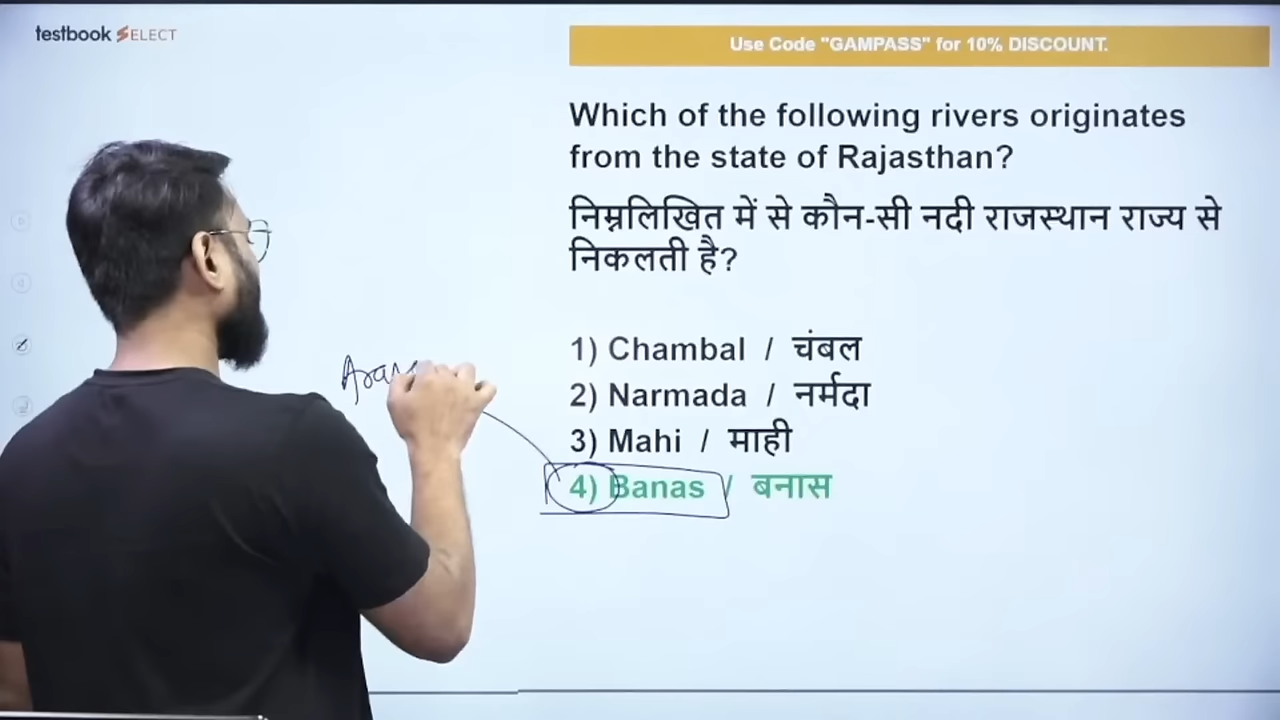 testbook SELECT
Use Code "GAMPASS" for 10% DISCOUNT.
Which of the following rivers originates
from the state of Rajasthan?
निम्नलिखित में से कौन-सी नदी राजस्थान राज्य से
निकलती है?
1) Chambal / चंबल
2) Narmada / नर्मदा
3) Mahi / माही
4) Banas / बनास